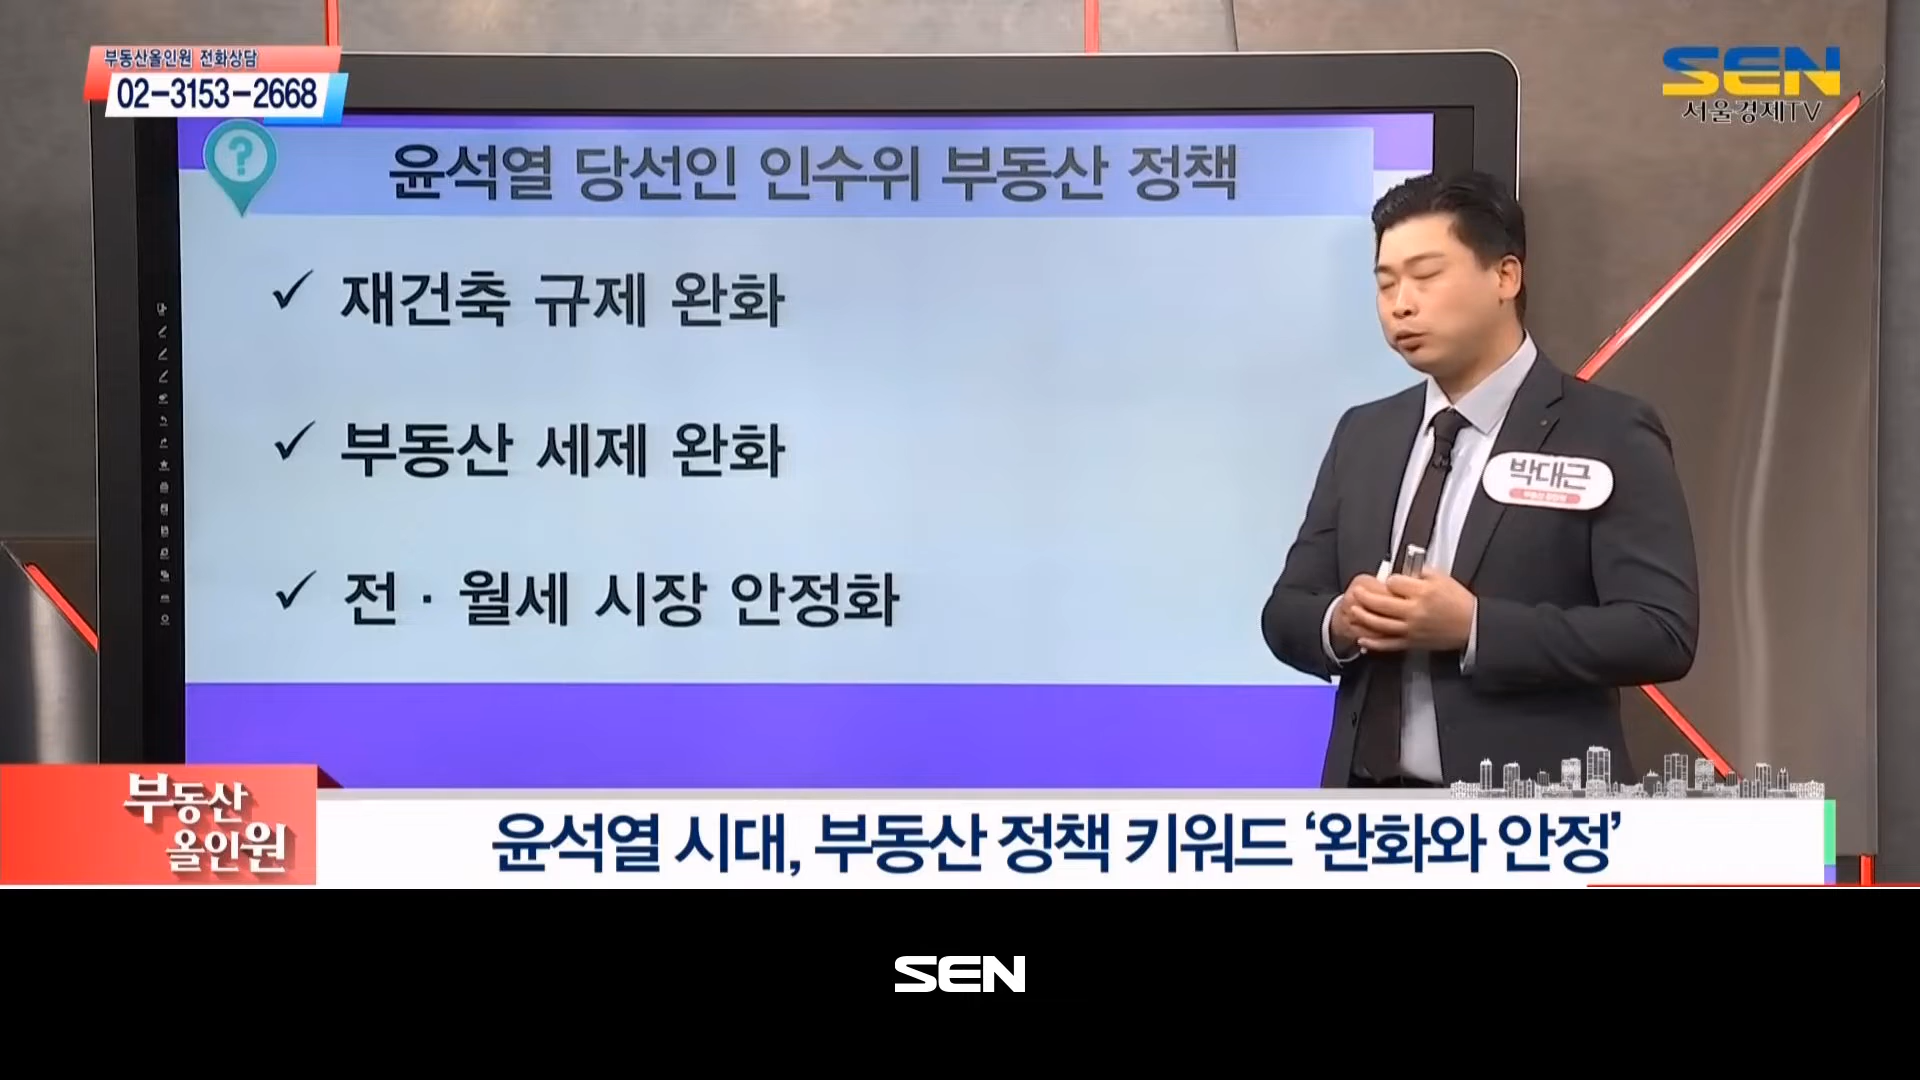 부동산올인원 전화상담
02-3153-2668
SEN
서울경제TV
윤석열 당선인 인수위 부동산 정책
✓ 재건축 규제 완화
✓ 부동산 세제 완화
✓ 전 · 월세 시장 안정화
박대근
부동산
올인원
윤석열 시대, 부동산 정책 키워드 ‘완화와 안정’
SEN